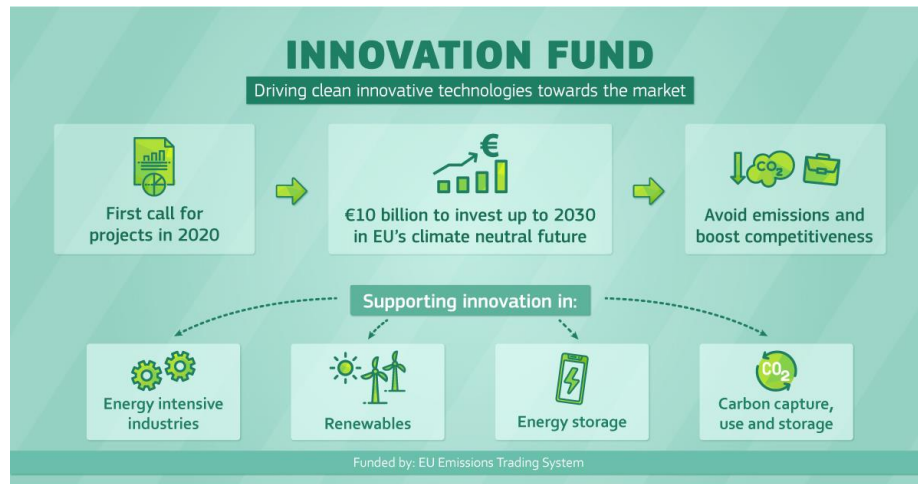 INNOVATION FUND
Driving clean innovative technologies towards the market
First call for
projects in 2020
€
€10 billion to invest up to 2030
in EU's climate neutral future
CO2
Avoid emissions and
boost competitiveness
Supporting innovation in:
Energy intensive
industries
Renewables
Energy storage
CO2
Carbon capture,
use and storage
Funded by: EU Emissions Trading System